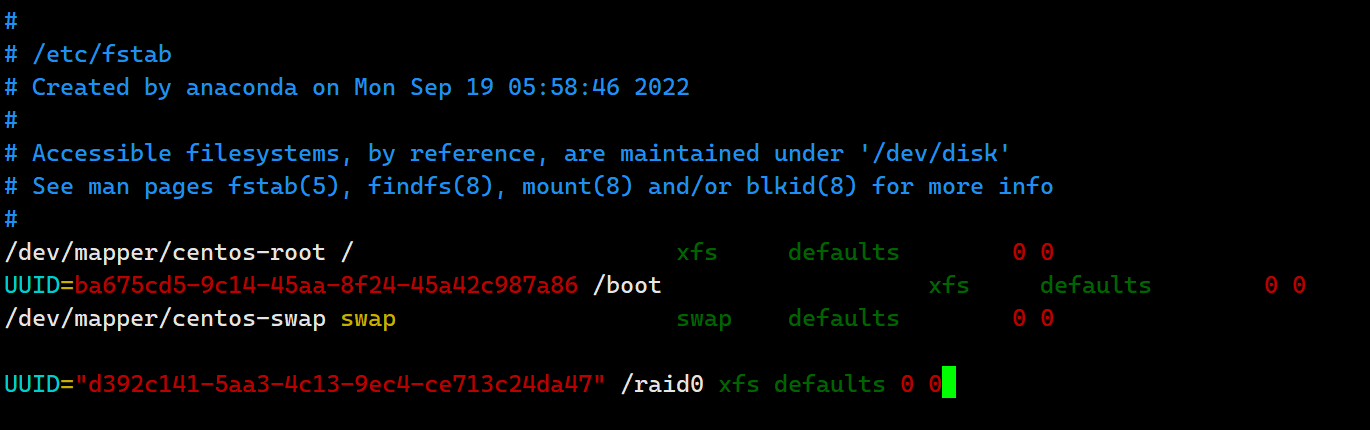 #
# /etc/fstab
# Created by anaconda on Mon Sep 19 05:58:46 2022
#
# Accessible filesystems, by reference, are maintained under '/dev/disk'
# See man pages fstab(5), findfs(8), mount(8) and/or blkid(8) for more info
#
/dev/mapper/centos-root /                       xfs     defaults        0 0
UUID=ba675cd5-9c14-45aa-8f24-45a42c987a86 /boot                   xfs     defaults        0 0
/dev/mapper/centos-swap swap                    swap    defaults        0 0
UUID="d392c141-5aa3-4c13-9ec4-ce713c24da47" /raid0 xfs defaults 0 0